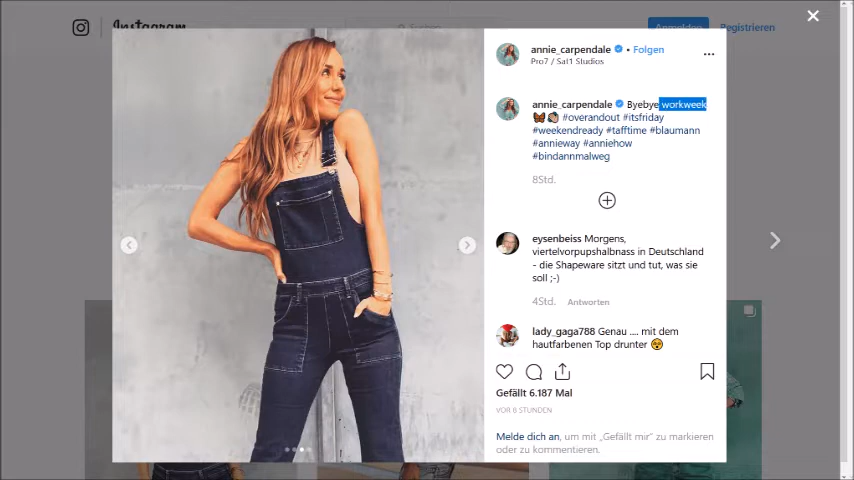 Instagram
Suchen
Anmelden
Registrieren
annie_carpendale • Folgen
Pro7 / Sat1 Studios
annie_carpendale Byebye workweek
#overandout #itsfriday
#weekendready #tafftime #blaumann
#annieway #anniehow
#bindannmalweg
8Std.
eysenbeiss Morgens,
viertelvorpupshalbnass in Deutschland
- die Shapeware sitzt und tut, was sie
soll ;-)
4Std. Antworten
lady_gaga788 Genau .... mit dem
hautfarbenen Top drunter
Gefällt 6.187 Mal
VOR 8 STUNDEN
Melde dich an, um mit „Gefällt mir" zu markieren
oder zu kommentieren.